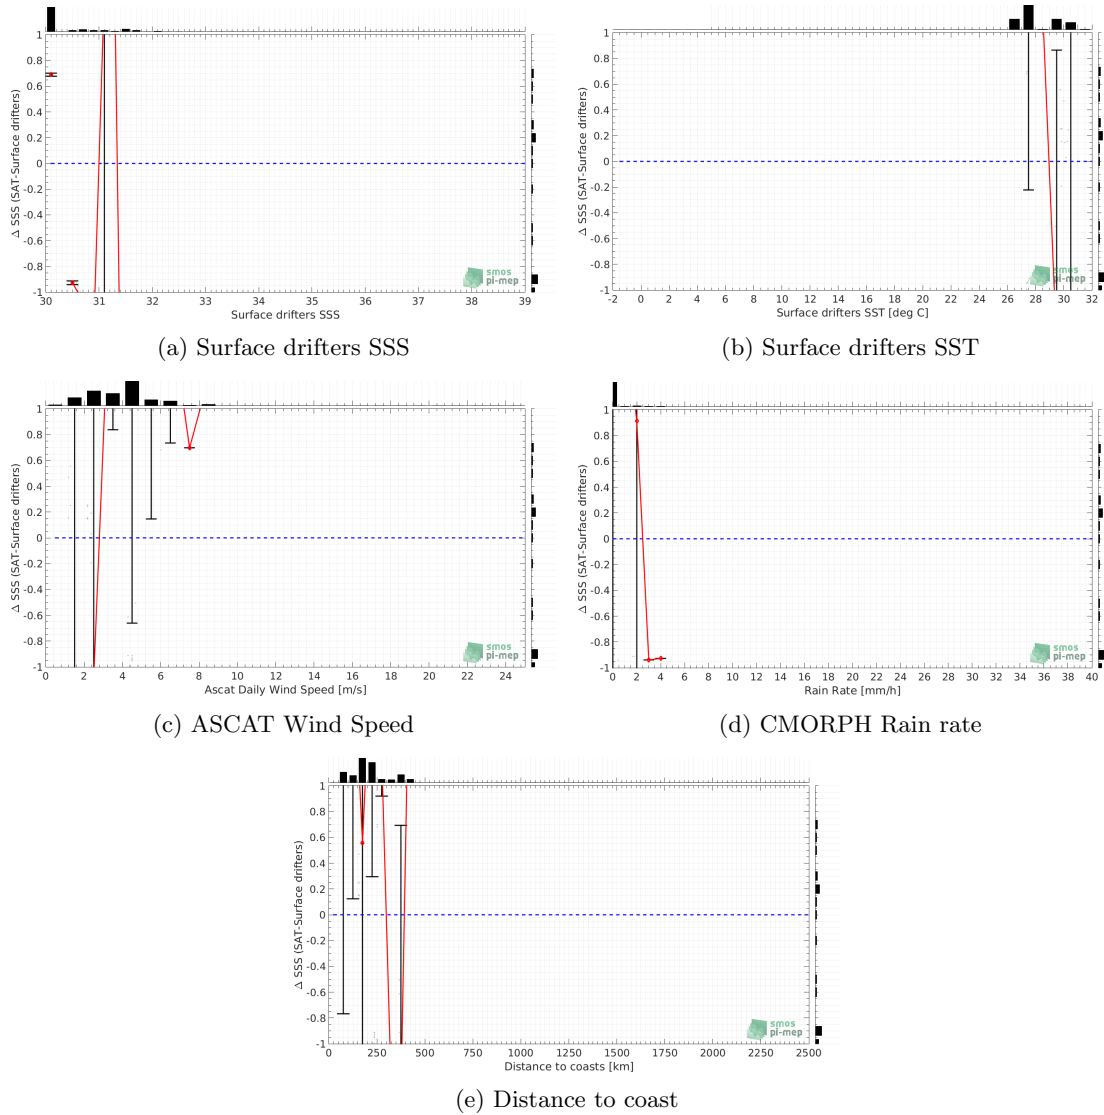 1
0.8
0.6
0.4
0.2
0
-0.2
-0.4
-0.6
-0.8
-1
Δ SSS (SAT-Surface drifters)
smos
pi-mep
30 31 32 33 34 35 36 37 38 39
Surface drifters SSS
(a) Surface drifters SSS
1
0.8
0.6
0.4
0.2
0
-0.2
-0.4
-0.6
-0.8
-1
Δ SSS (SAT-Surface drifters)
smos
pi-mep
-2 0 2 4 6 8 10 12 14 16 18 20 22 24 26 28 30 32
Surface drifters SST [deg C]
(b) Surface drifters SST
1
0.8
0.6
0.4
0.2
0
-0.2
-0.4
-0.6
-0.8
-1
Δ SSS (SAT-Surface drifters)
smos
pi-mep
0 2 4 6 8 10 12 14 16 18 20 22 24
Ascat Daily Wind Speed [m/s]
(c) ASCAT Wind Speed
1
0.8
0.6
0.4
0.2
0
-0.2
-0.4
-0.6
-0.8
-1
Δ SSS (SAT-Surface drifters)
smos
pi-mep
0 2 4 6 8 10 12 14 16 18 20 22 24 26 28 30 32 34 36 38 40
Rain Rate [mm/h]
(d) CMORPH Rain rate
1
0.8
0.6
0.4
0.2
0
-0.2
-0.4
-0.6
-0.8
-1
Δ SSS (SAT-Surface drifters)
smos
pi-mep
0 250 500 750 1000 1250 1500 1750 2000 2250 2500
Distance to coasts [km]
(e) Distance to coast